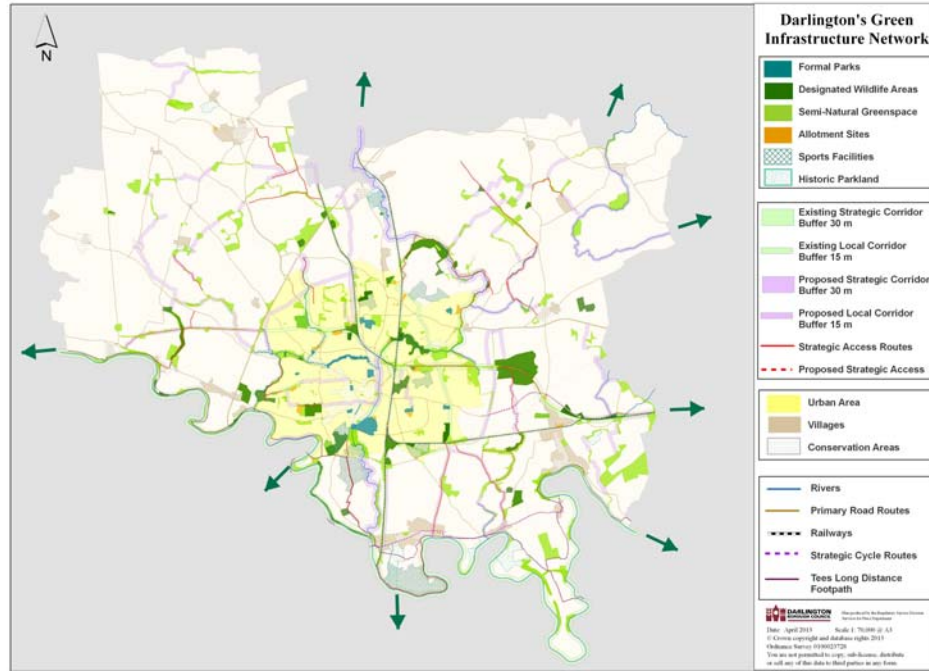 N
Darlington's Green
Infrastructure Network
Formal Parks
Designated Wildlife Areas
Semi-Natural Greenspace
Allotment Sites
Sports Facilities
Historic Parkland
Existing Strategic Corridor
Buffer 30 m
Existing Local Corridor
Buffer 15 m
Proposed Strategic Corridor
Buffer 30 m
Proposed Local Corridor
Buffer 15 m
Strategic Access Routes
Proposed Strategic Access
Urban Area
Villages
Conservation Areas
Rivers
Primary Road Routes
Railways
Strategic Cycle Routes
Tees Long Distance
Footpath
DARLINGTON
BOROUGH COUNCIL
Date: April 2013 Scale 1: 70,000 @ A3
© Crown copyright and database rights 2013
Ordnance Survey 0100023728
You are not permitted to copy, sub-license, distribute
or sell any of this data to third parties in any form.